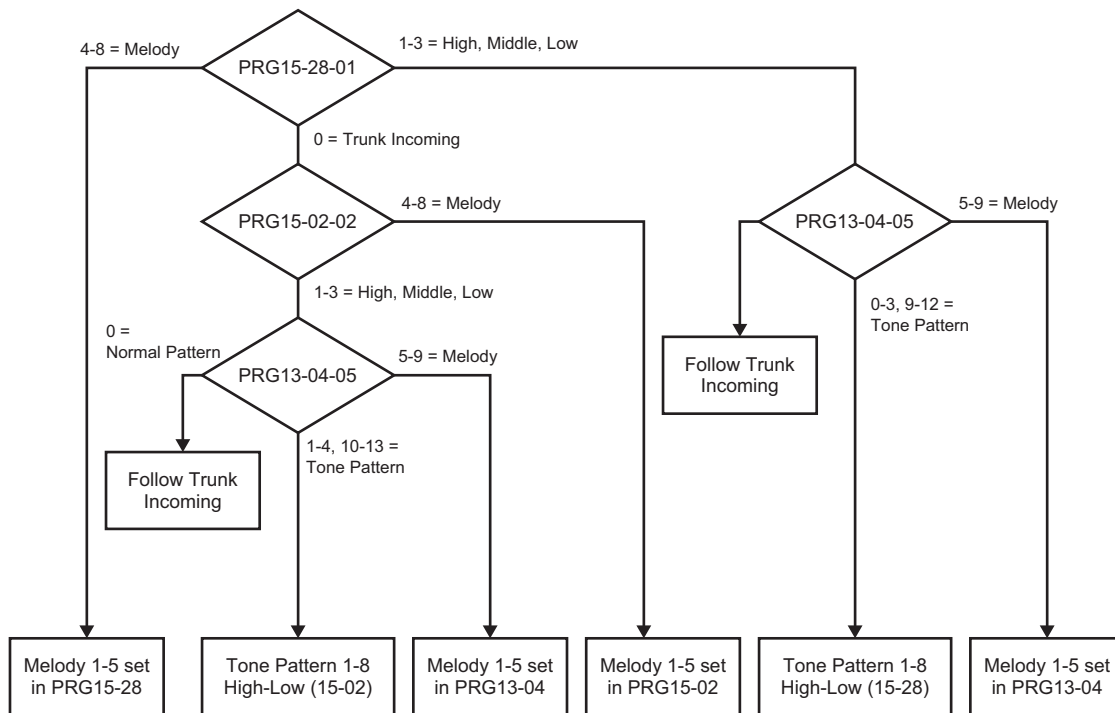 4-8 = Melody
1-3 = High, Middle, Low
PRG15-28-01
0 = Trunk Incoming
4-8 = Melody
PRG15-02-02
PRG13-04-05
5-9 = Melody
1-3 = High, Middle, Low
0-3, 9-12 =
Tone Pattern
0 =
Normal Pattern
5-9 = Melody
PRG13-04-05
Follow Trunk
Incoming
1-4, 10-13 =
Tone Pattern
Follow Trunk
Incoming
Melody 1-5 set
in PRG15-28
Tone Pattern 1-8
High-Low (15-02)
Melody 1-5 set
in PRG13-04
Melody 1-5 set
in PRG15-02
Tone Pattern 1-8
High-Low (15-28)
Melody 1-5 set
in PRG13-04